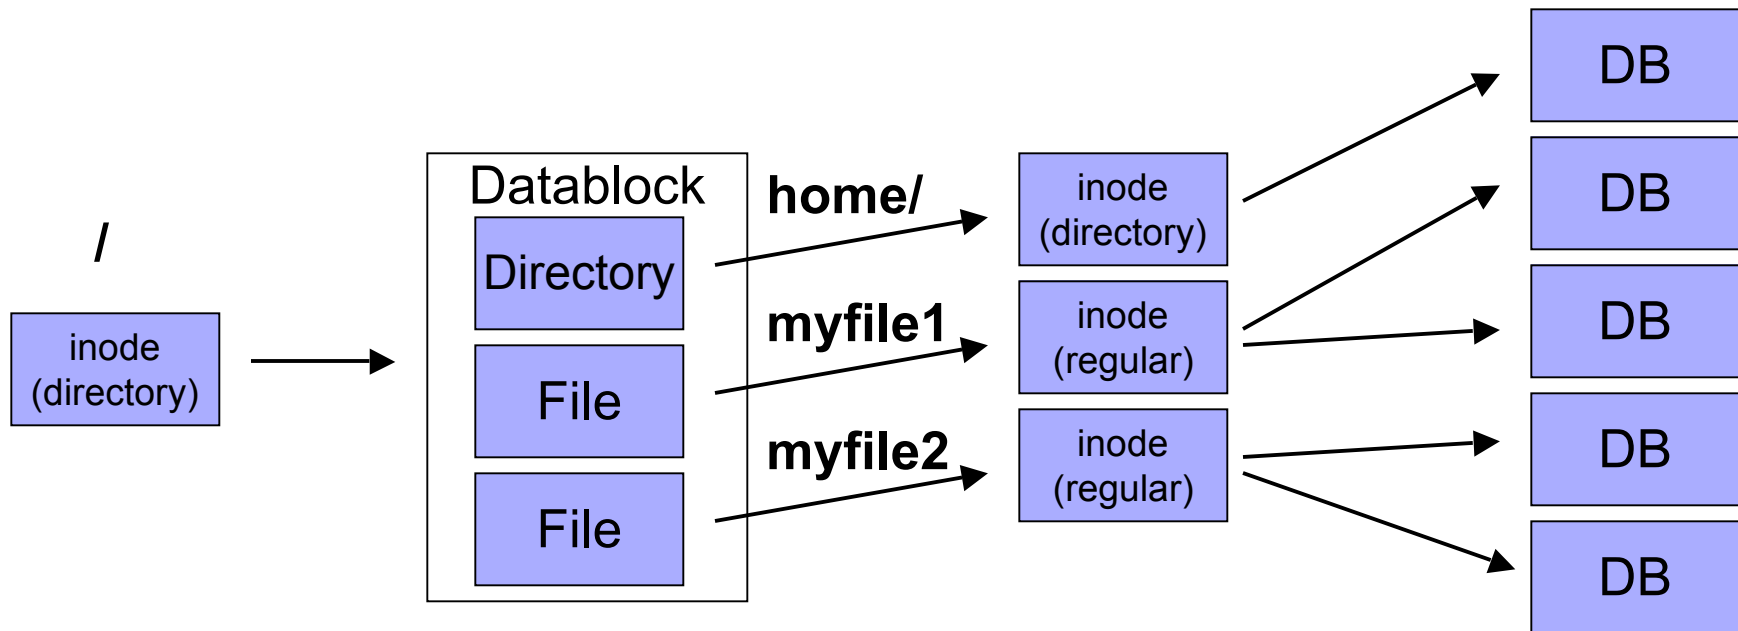 /
inode
(directory)
Datablock
Directory
File
File
home/
myfile1
myfile2
inode
(directory)
inode
(regular)
inode
(regular)
DB
DB
DB
DB
DB